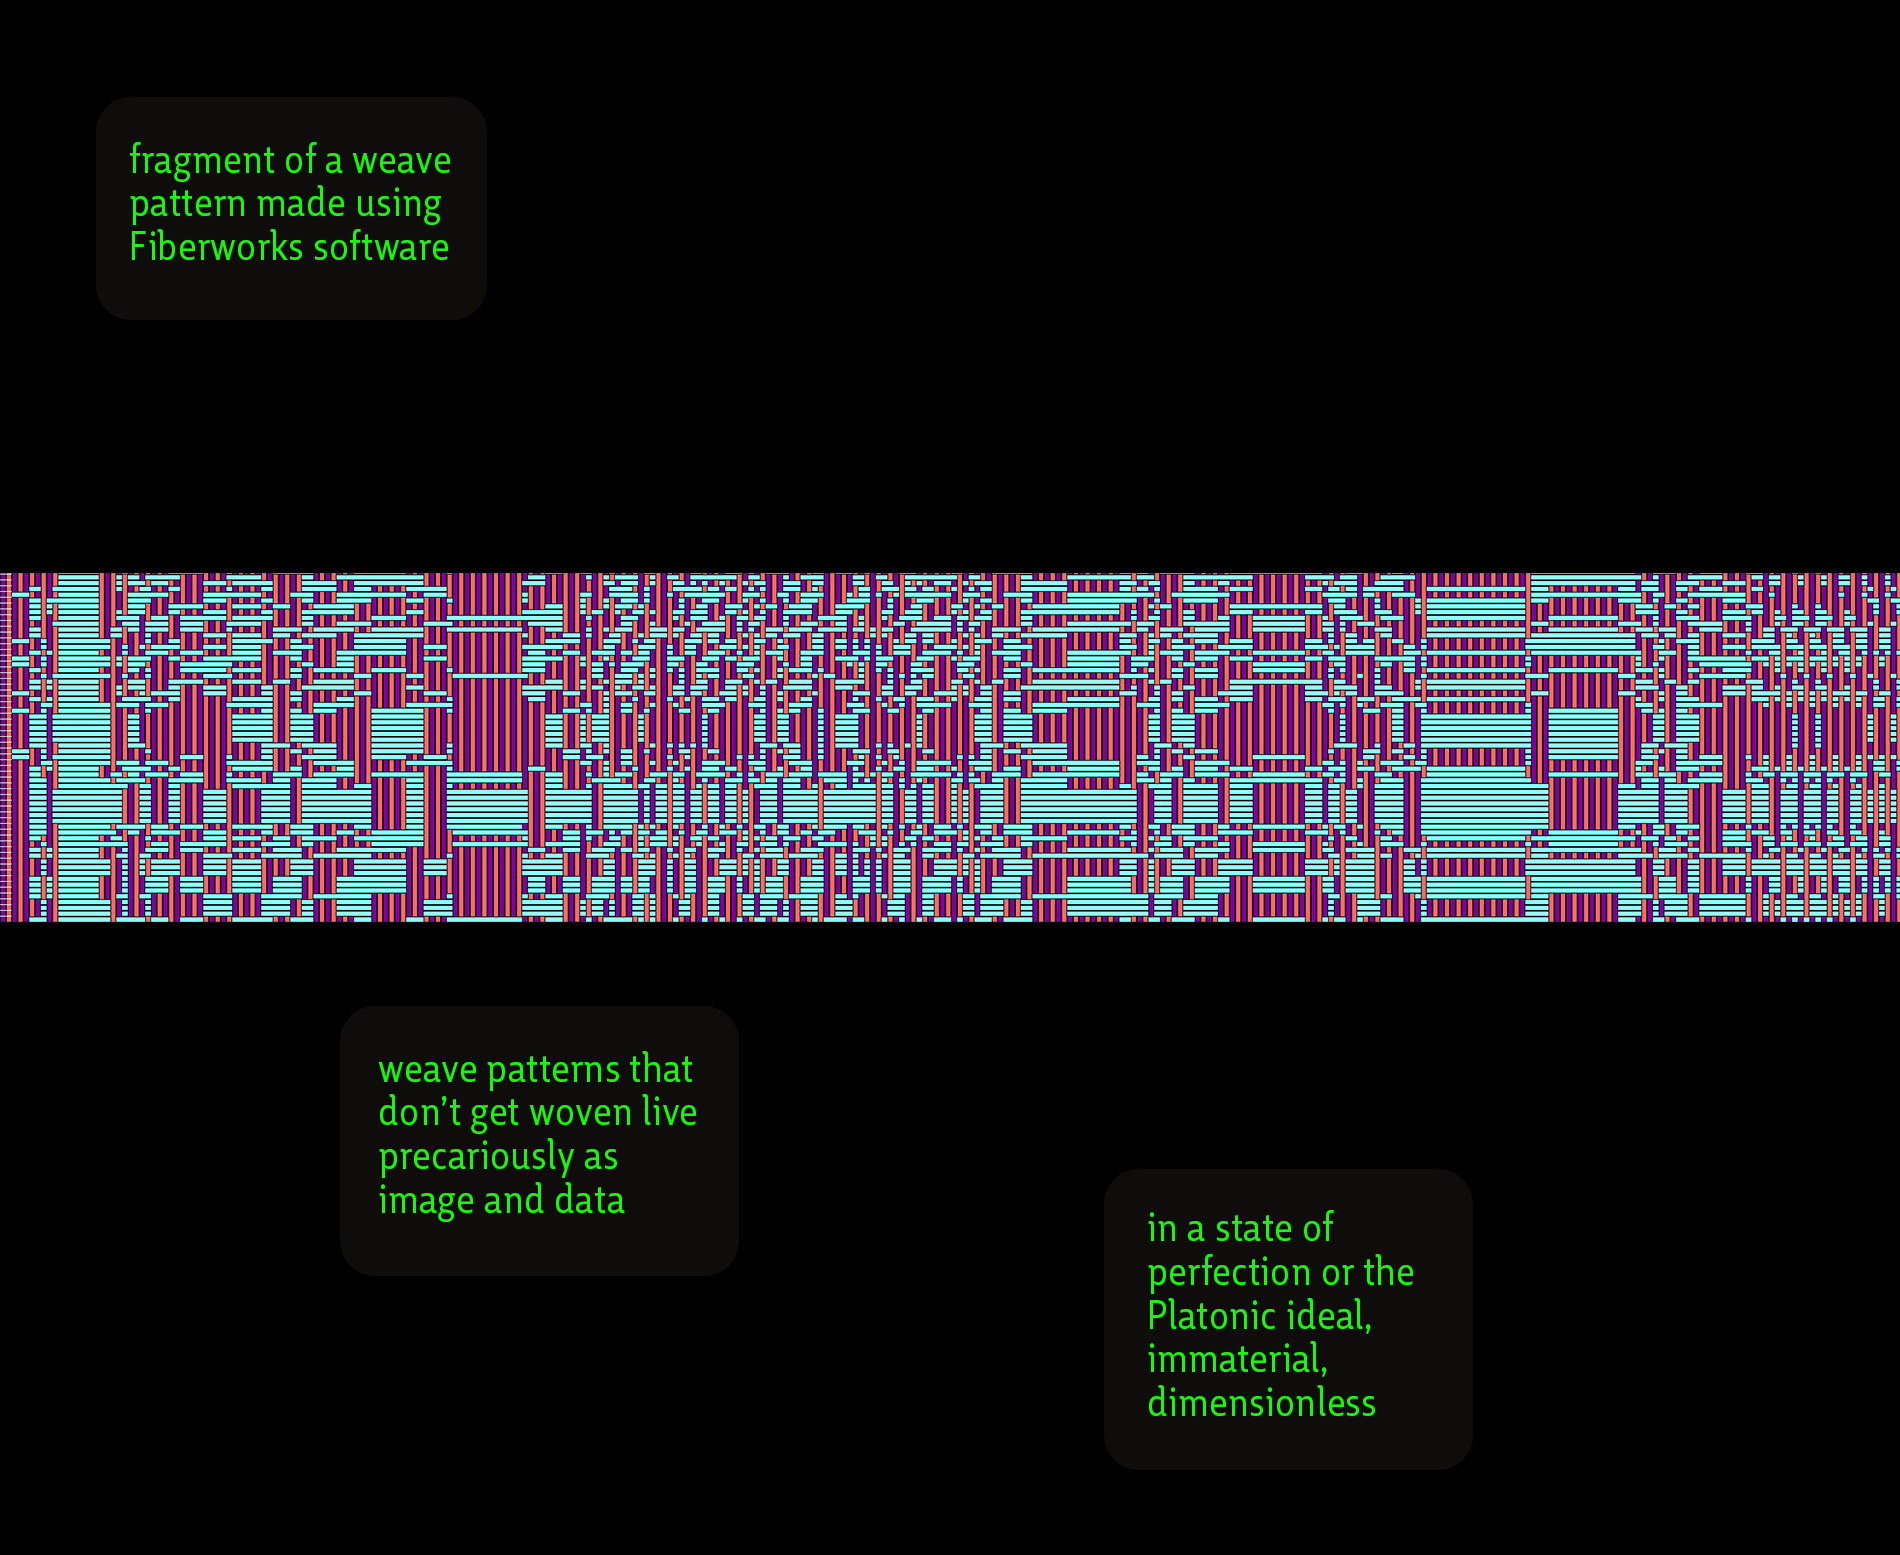 fragment of a weave
pattern made using
Fiberworks software
weave patterns that
don’t get woven live
precariously as
image and data
in a state of
perfection or the
Platonic ideal,
immaterial,
dimensionless